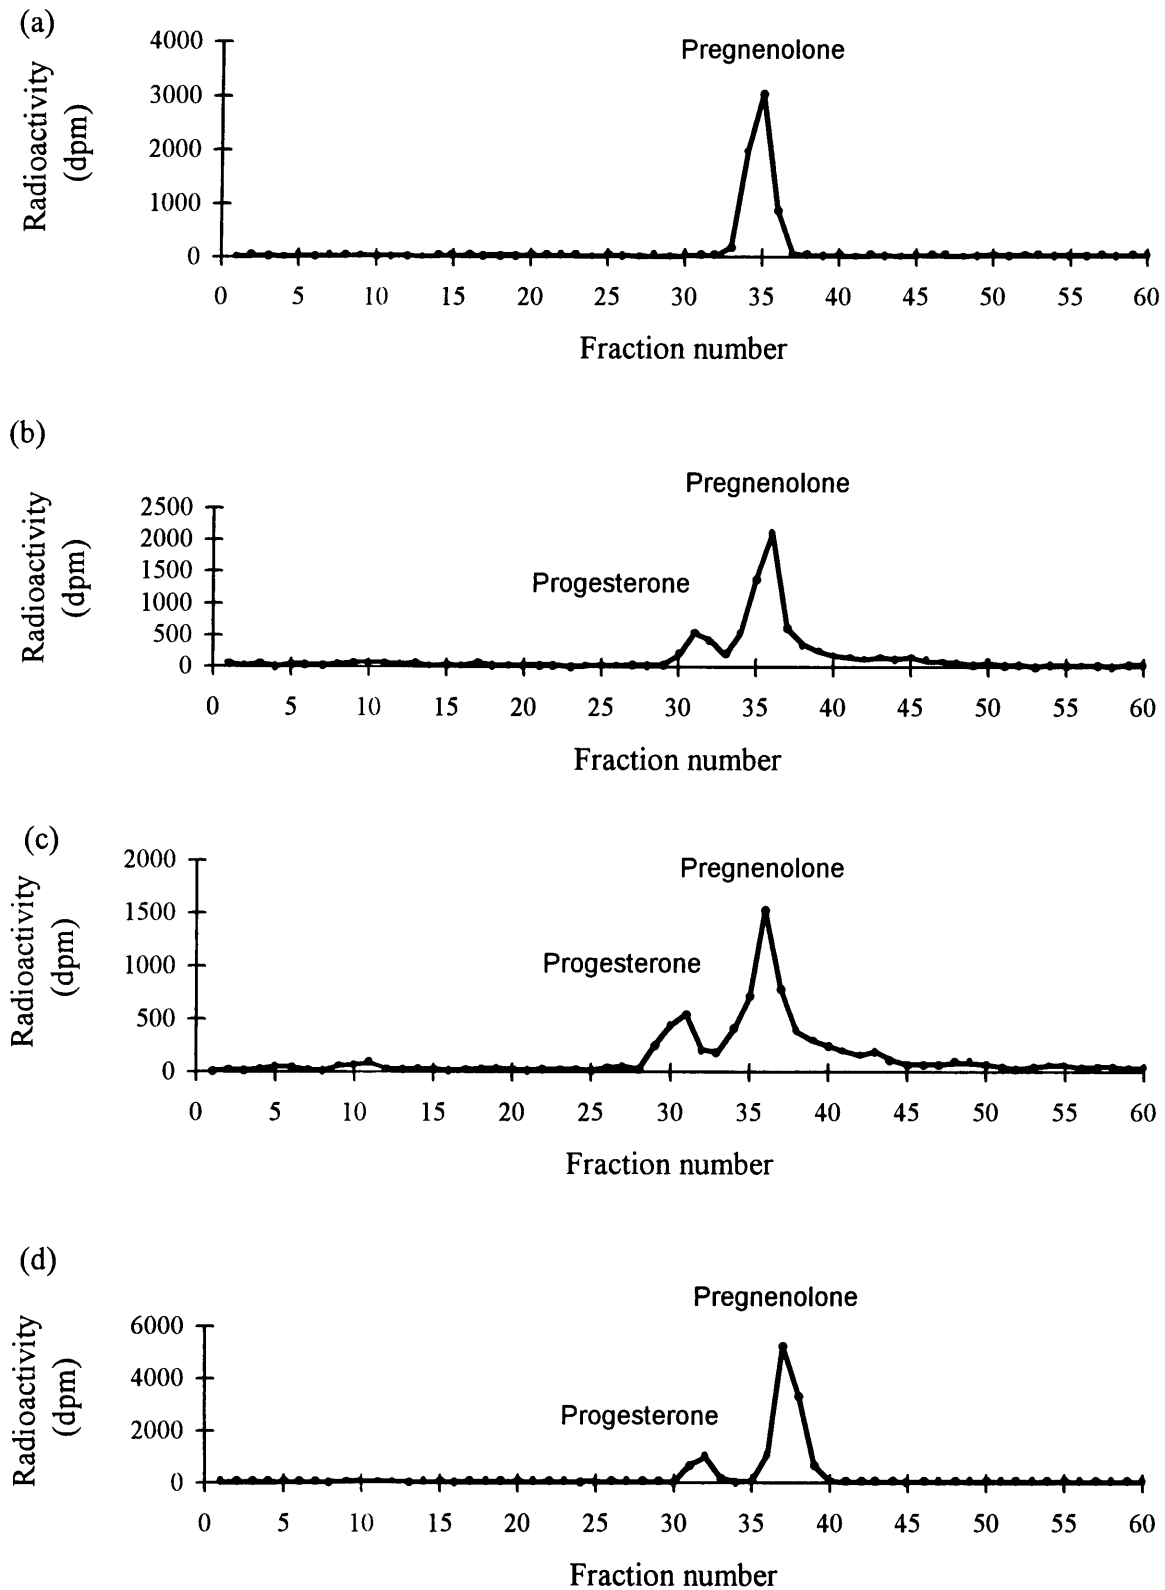 (a)
Pregnenolone
Radioactivity
(dpm)
4000
3000
2000
1000
0
0 5 10 15 20 25 30 35 40 45 50 55 60
Fraction number
(b)
Pregnenolone
Progesterone
Radioactivity
(dpm)
2500
2000
1500
1000
500
0
0 5 10 15 20 25 30 35 40 45 50 55 60
Fraction number
(c)
Pregnenolone
Progesterone
Radioactivity
(dpm)
2000
1500
1000
500
0
0 5 10 15 20 25 30 35 40 45 50 55 60
Fraction number
(d)
Pregnenolone
Progesterone
Radioactivity
(dpm)
6000
4000
2000
0
0 5 10 15 20 25 30 35 40 45 50 55 60
Fraction number